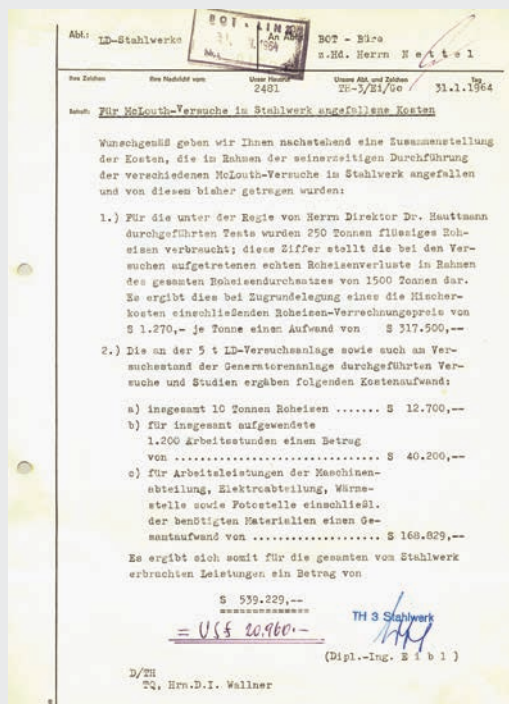 BOT - LINZ
1964
Abt.: LD-Stahlwerke
An Abt.
BOT - Büro
z.Hd. Herrn N e t t e l
Ihre Zeichen Ihre Nachricht vom Unser Hausruf Unsere Abt. und Zeichen Tag
2481 TH-3/Ei/Go 31.1.1964
Betreff: Für McLouth-Versuche im Stahlwerk angefallene Kosten
Wunschgemäß geben wir Ihnen nachstehend eine Zusammenstellung
der Kosten, die im Rahmen der seinerzeitigen Durchführung
der verschiedenen McLouth-Versuche im Stahlwerk angefallen
und von diesem bisher getragen wurden:
1.) Für die unter der Regie von Herrn Direktor Dr. Hauttmann
durchgeführten Tests wurden 250 Tonnen flüssiges Roh-
eisen verbraucht; diese Ziffer stellt die bei den Ver-
suchen aufgetretenen echten Roheisenverluste im Rahmen
des gesamten Roheisendurchsatzes von 1500 Tonnen dar.
Es ergibt dies bei Zugrundelegung eines die Mischer-
kosten einschließenden Roheisen-Verrechnungspreis von
S 1.270,- je Tonne einen Aufwand von S 317.500,--
2.) Die an der 5 t LD-Versuchsanlage sowie auch am Ver-
suchsstand der Generatorenanlage durchgeführten Ver-
suche und Studien ergaben folgenden Kostenaufwand:
a) insgesamt 10 Tonnen Roheisen ....... S 12.700,--
b) für insgesamt aufgewendete
1.200 Arbeitsstunden einen Betrag
von ................................ S 40.200,--
c) für Arbeitsleistungen der Maschinen-
abteilung, Elektroabteilung, Wärme-
stelle sowie Fotostelle einschließl.
der benötigten Materialien einen Ge-
samtaufwand von .................... S 168.829,--
Es ergibt sich somit für die gesamten vom Stahlwerk
erbrachten Leistungen ein Betrag von
S 539.229,--
==============
= US$ 20.960.-
TH 3 Stahlwerk
(Dipl.-Ing. E i b l )
D/TH
TQ, Hrn.D.I. Wallner